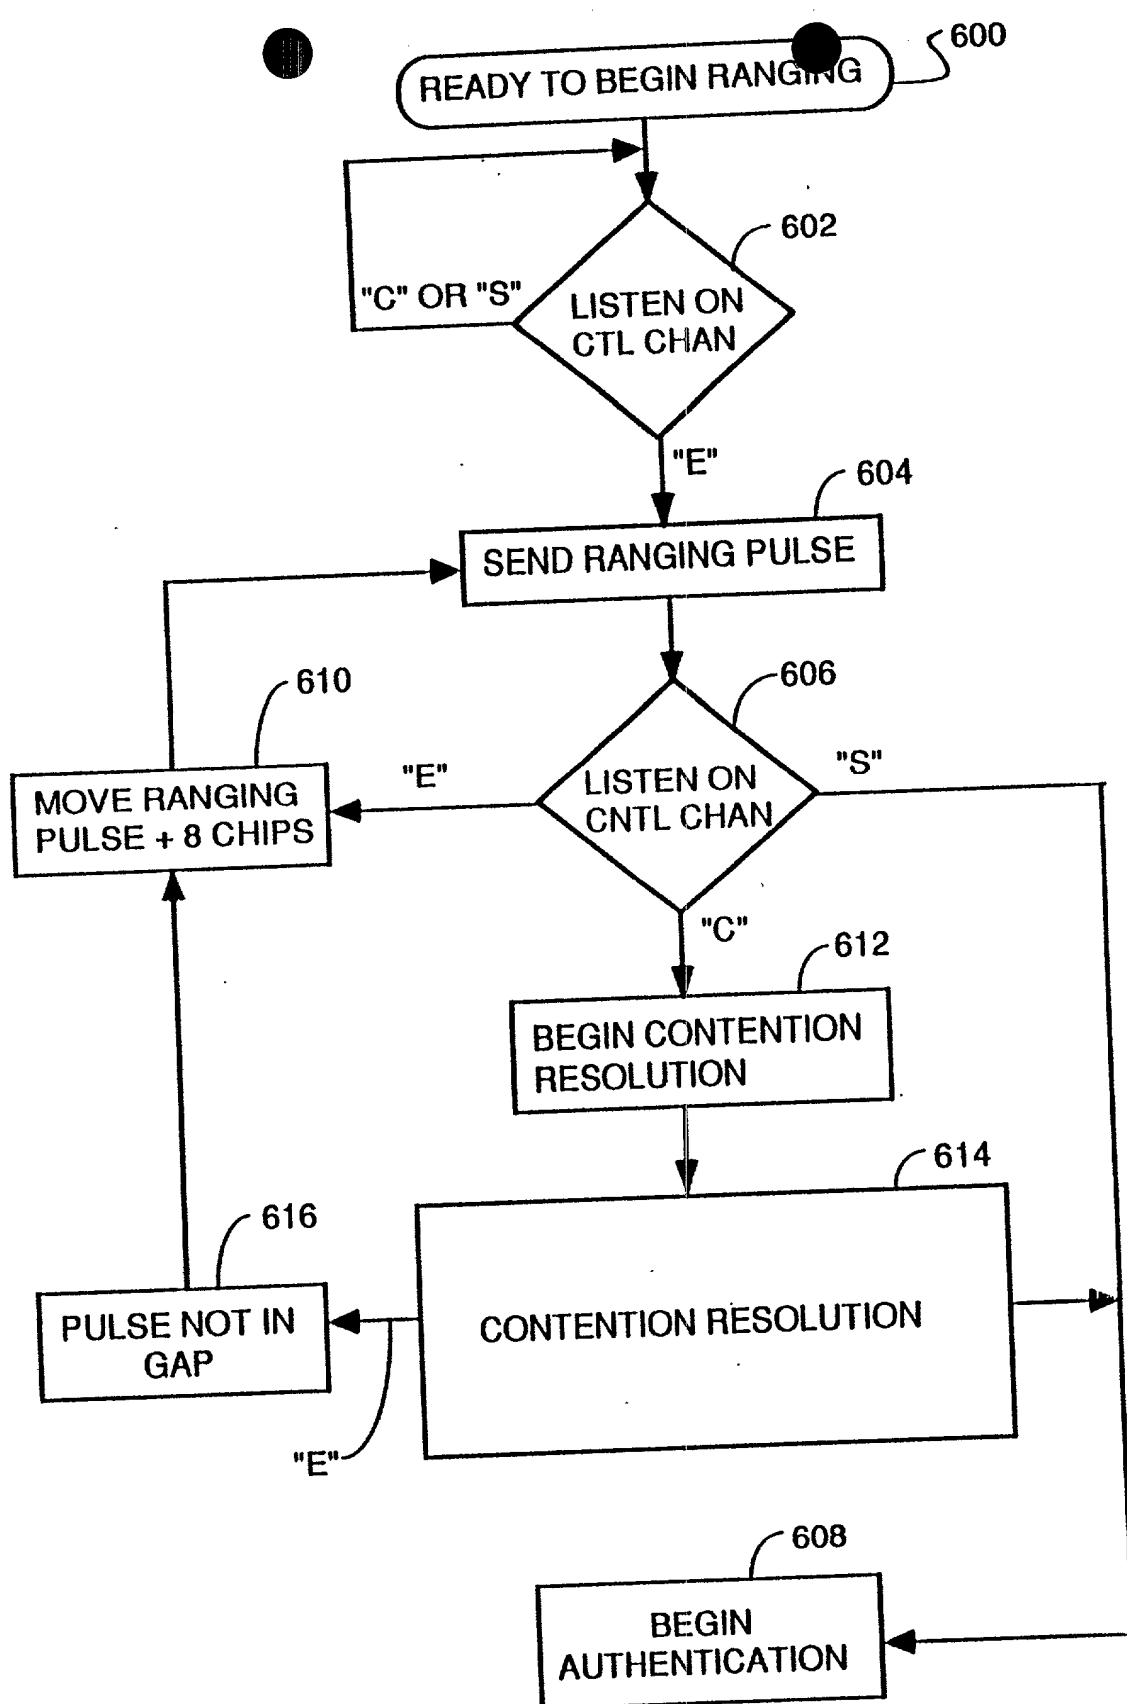 600
READY TO BEGIN RANGING
602
"C" OR "S"
LISTEN ON
CTL CHAN
"E"
604
SEND RANGING PULSE
610
606
"E"
"S"
MOVE RANGING
PULSE + 8 CHIPS
LISTEN ON
CNTL CHAN
"C"
612
BEGIN CONTENTION
RESOLUTION
614
616
PULSE NOT IN
GAP
CONTENTION RESOLUTION
"E"
608
BEGIN
AUTHENTICATION